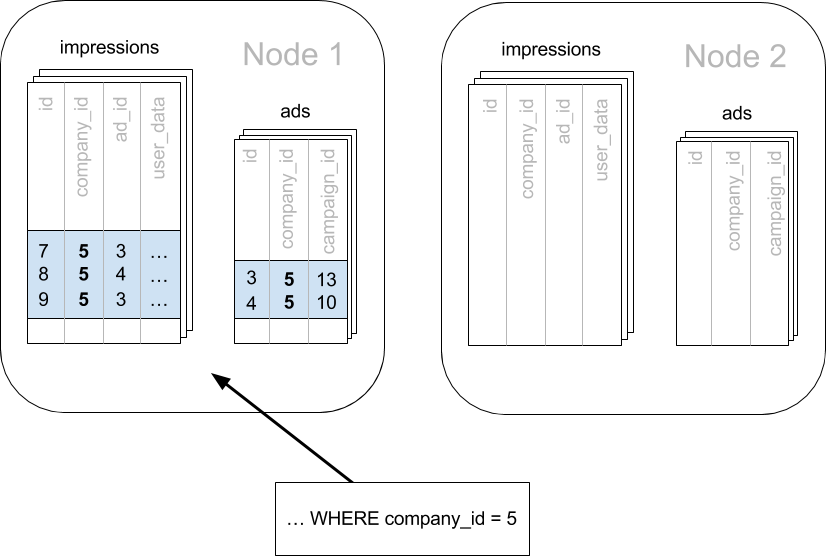 Node 1
impressions
id
company_id
ad_id
user_data
7 5 3 ...
8 5 4 ...
9 5 3 ...
ads
id
company_id
campaign_id
3 5 13
4 5 10
Node 2
impressions
id
company_id
ad_id
user_data
ads
id
company_id
campaign_id
... WHERE company_id = 5